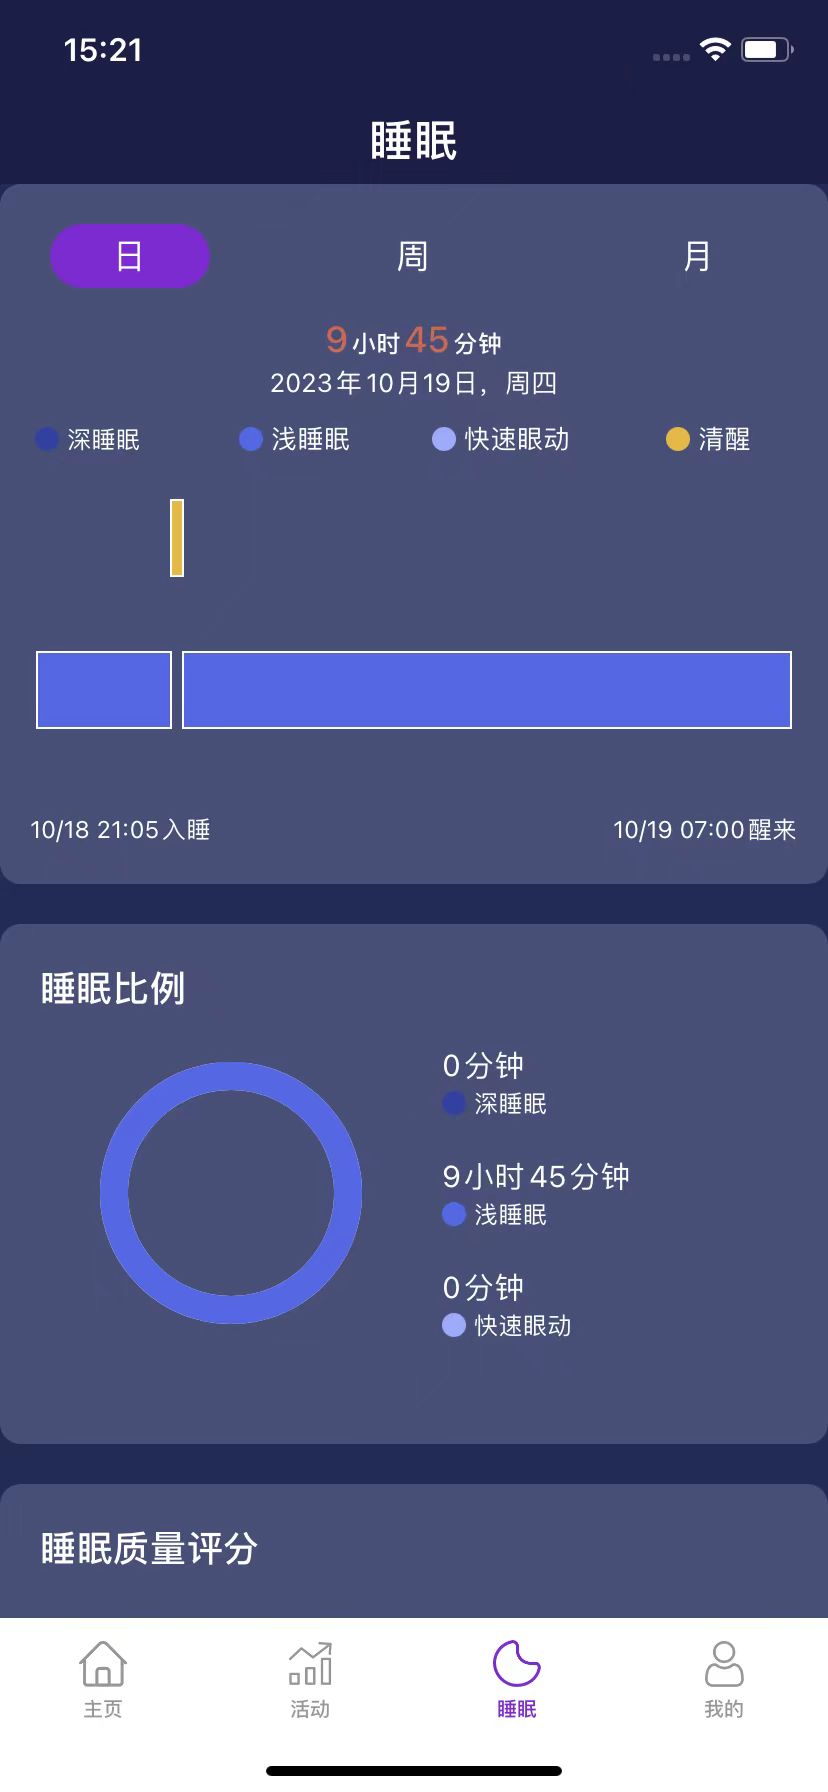 15:21
睡眠
日 周 月
9小时45分钟
2023年10月19日，周四
深睡眠 浅睡眠 快速眼动 清醒
10/18 21:05入睡 10/19 07:00醒来
睡眠比例
0分钟
深睡眠
9小时45分钟
浅睡眠
0分钟
快速眼动
睡眠质量评分
主页 活动 睡眠 我的